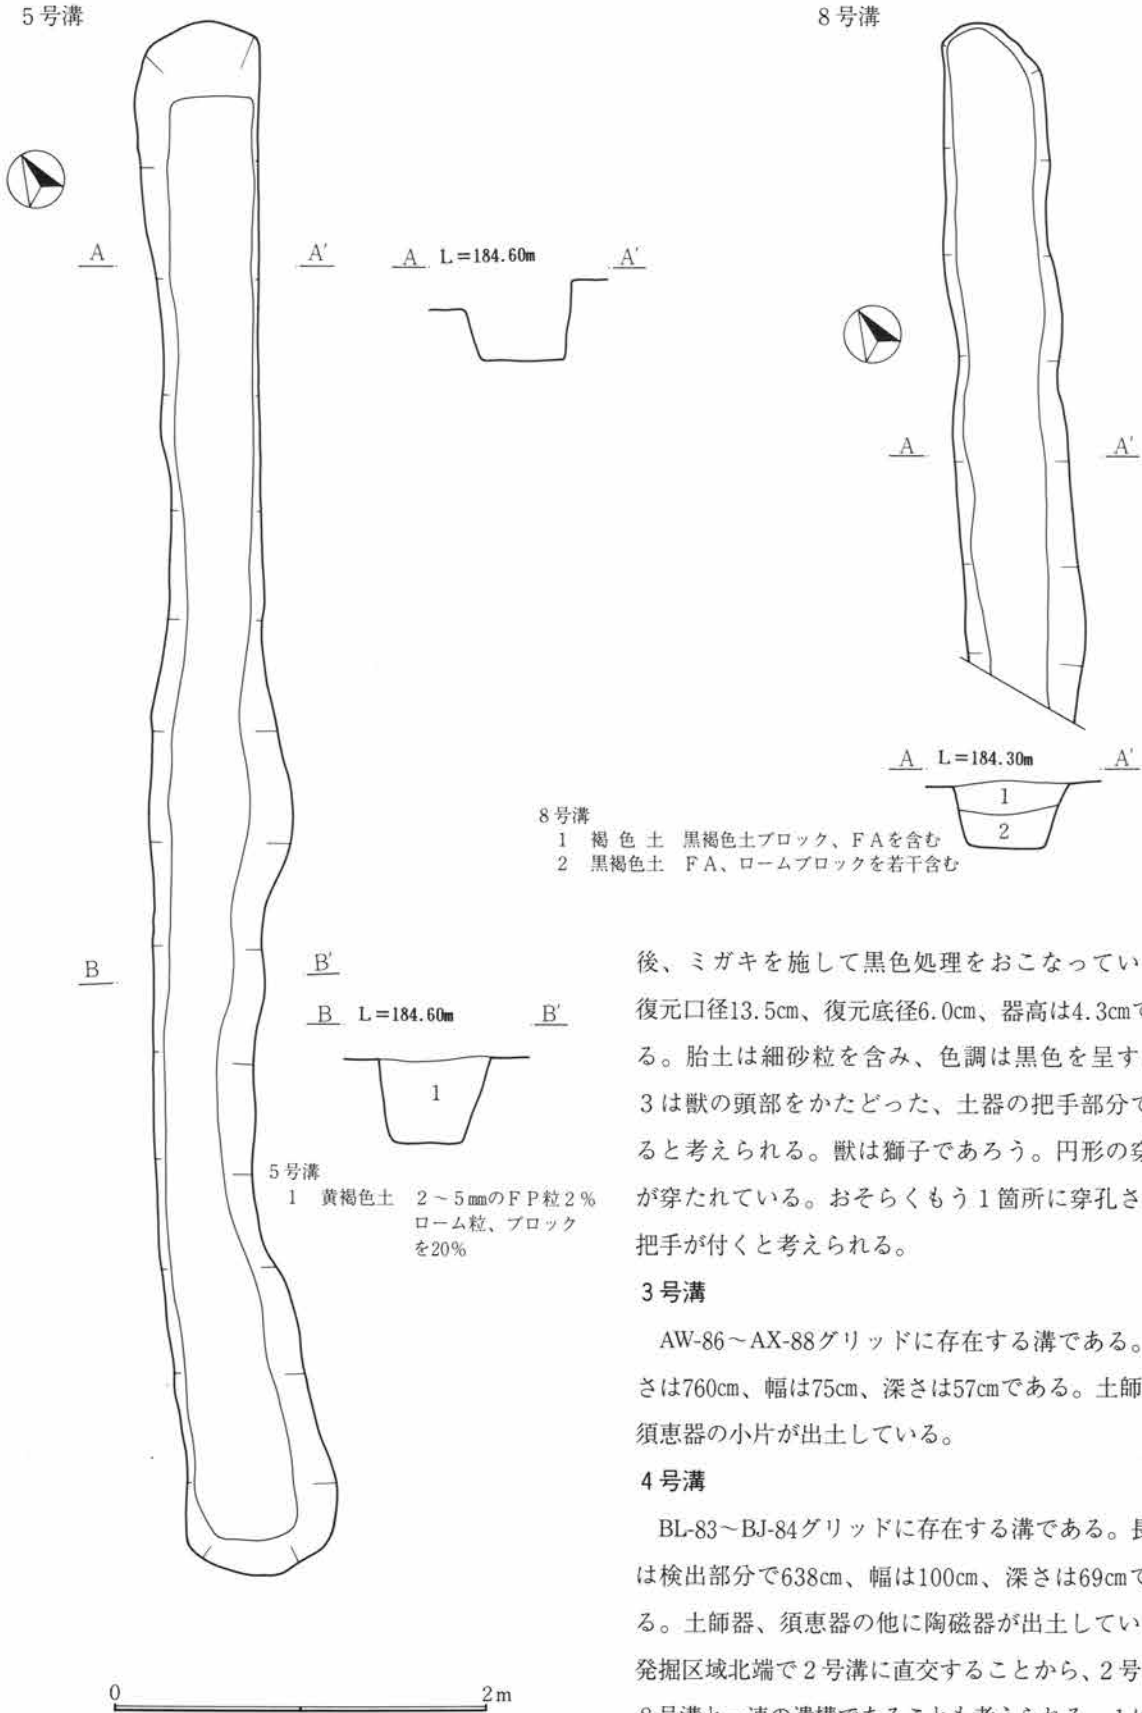 5号溝
8号溝
A
A′
A L=184.60m A′
A
A′
A L=184.30m A′
1
2
8号溝
1 褐色土 黒褐色土ブロック、FAを含む
2 黒褐色土 FA、ロームブロックを若干含む
B
B′
B L=184.60m B′
1
5号溝
1 黄褐色土 2～5㎜のFP粒2％
ローム粒、ブロック
を20％
後、ミガキを施して黒色処理をおこなってい
復元口径13.5㎝、復元底径6.0㎝、器高は4.3㎝で
る。胎土は細砂粒を含み、色調は黒色を呈す
3は獣の頭部をかたどった、土器の把手部分で
ると考えられる。獣は獅子であろう。円形の穿
が穿たれている。おそらくもう1箇所に穿孔さ
把手が付くと考えられる。
3号溝
AW-86～AX-88グリッドに存在する溝である。
さは760㎝、幅は75㎝、深さは57㎝である。土師
須恵器の小片が出土している。
4号溝
BL-83～BJ-84グリッドに存在する溝である。長
は検出部分で638㎝、幅は100㎝、深さは69㎝で
る。土師器、須恵器の他に陶磁器が出土してい
発掘区域北端で2号溝に直交することから、2号
0 2m